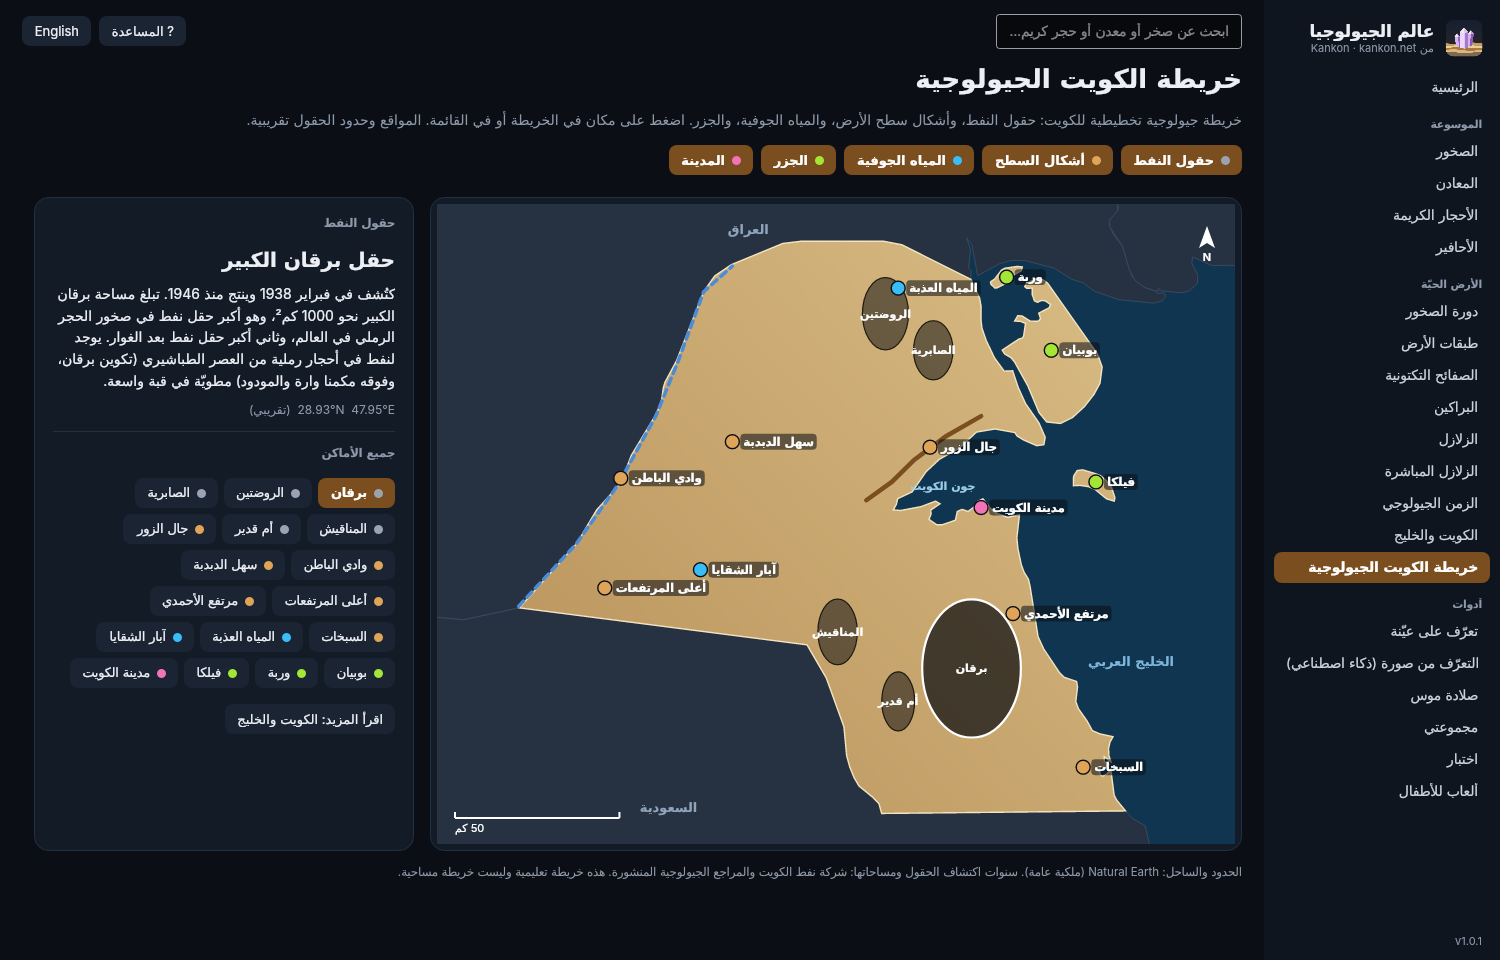 عالم الجيولوجيا
من Kankon · kankon.net
الرئيسية
الموسوعة
الصخور
المعادن
الأحجار الكريمة
الأحافير
الأرض الحيّة
دورة الصخور
طبقات الأرض
الصفائح التكتونية
البراكين
الزلازل
الزلازل المباشرة
الزمن الجيولوجي
الكويت والخليج
خريطة الكويت الجيولوجية
أدوات
تعرّف على عيّنة
التعرّف من صورة (ذكاء اصطناعي)
صلادة موس
مجموعتي
اختبار
ألعاب للأطفال
v1.0.1
ابحث عن صخر أو معدن أو حجر كريم...
? المساعدة
English
خريطة الكويت الجيولوجية
خريطة جيولوجية تخطيطية للكويت: حقول النفط، وأشكال سطح الأرض، والمياه الجوفية، والجزر. اضغط على مكان في الخريطة أو في القائمة. المواقع وحدود الحقول تقريبية.
حقول النفط
أشكال السطح
المياه الجوفية
الجزر
المدينة
العراق
N
وربة
المياه العذبة
الروضتين
الصابرية
بوبيان
سهل الدبدبة
جال الزور
وادي الباطن
فيلكا
جون الكويت
مدينة الكويت
آبار الشقايا
أعلى المرتفعات
مرتفع الأحمدي
المناقيش
الخليج العربي
برقان
أم قدير
السبخات
السعودية
50 كم
حقول النفط
حقل برقان الكبير
كتُشف في فبراير 1938 وينتج منذ 1946. تبلغ مساحة برقان
الكبير نحو 1000 كم²، وهو أكبر حقل نفط في صخور الحجر
الرملي في العالم، وثاني أكبر حقل نفط بعد الغوار. يوجد
لنفط في أحجار رملية من العصر الطباشيري (تكوين برقان،
وفوقه مكمنا وارة والمودود) مطويّة في قبة واسعة.
28.93°N 47.95°E (تقريبي)
جميع الأماكن
برقان
الروضتين
الصابرية
المناقيش
أم قدير
جال الزور
وادي الباطن
سهل الدبدبة
أعلى المرتفعات
مرتفع الأحمدي
السبخات
المياه العذبة
آبار الشقايا
بوبيان
وربة
فيلكا
مدينة الكويت
اقرأ المزيد: الكويت والخليج
الحدود والساحل: Natural Earth (ملكية عامة). سنوات اكتشاف الحقول ومساحاتها: شركة نفط الكويت والمراجع الجيولوجية المنشورة. هذه خريطة تعليمية وليست خريطة مساحية.